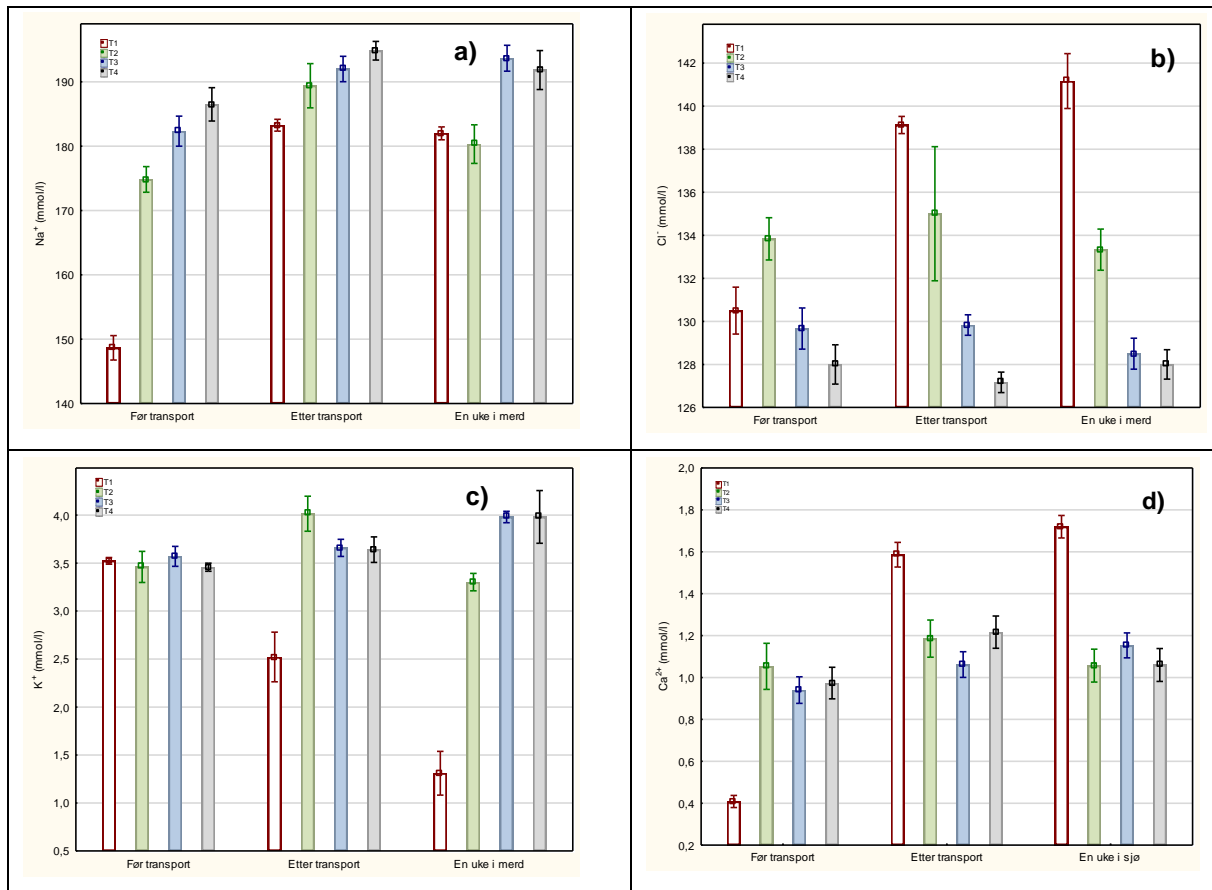 a)
T1
T2
T3
T4
190
180
170
160
150
140
Na+ (mmol/l)
Før transport
Etter transport
En uke i merd
b)
T1
T2
T3
T4
142
140
138
136
134
132
130
128
126
Cl- (mmol/l)
Før transport
Etter transport
En uke i merd
c)
T1
T2
T3
T4
4,0
3,5
3,0
2,5
2,0
1,5
1,0
0,5
K+ (mmol/l)
Før transport
Etter transport
En uke i merd
d)
T1
T2
T3
T4
2,0
1,8
1,6
1,4
1,2
1,0
0,8
0,6
0,4
0,2
Ca2+ (mmol/l)
Før transport
Etter transport
En uke i sjø